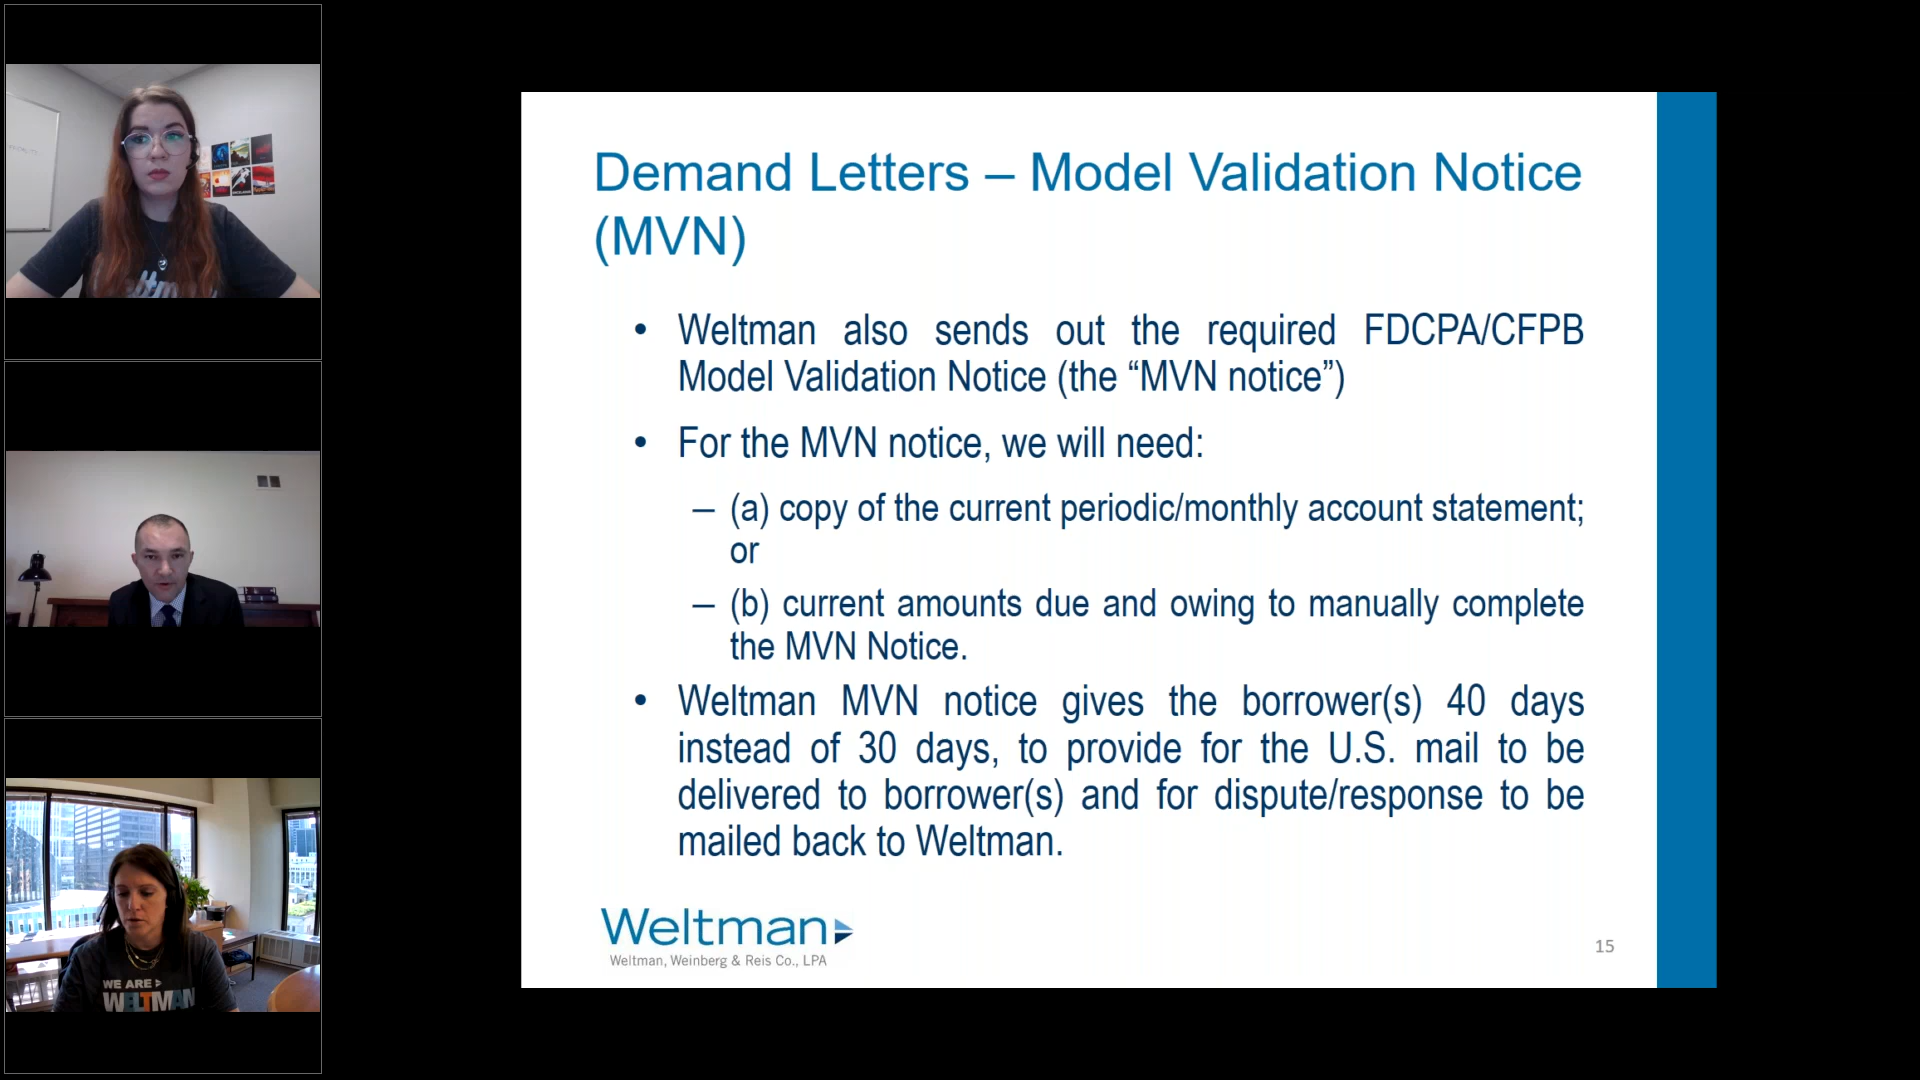 Demand Letters – Model Validation Notice
(MVN)
• Weltman also sends out the required FDCPA/CFPB
Model Validation Notice (the “MVN notice”)
• For the MVN notice, we will need:
– (a) copy of the current periodic/monthly account statement;
or
– (b) current amounts due and owing to manually complete
the MVN Notice.
• Weltman MVN notice gives the borrower(s) 40 days
instead of 30 days, to provide for the U.S. mail to be
delivered to borrower(s) and for dispute/response to be
mailed back to Weltman.
Weltman
Weltman, Weinberg & Reis Co., LPA
15
WE ARE
WELTMAN